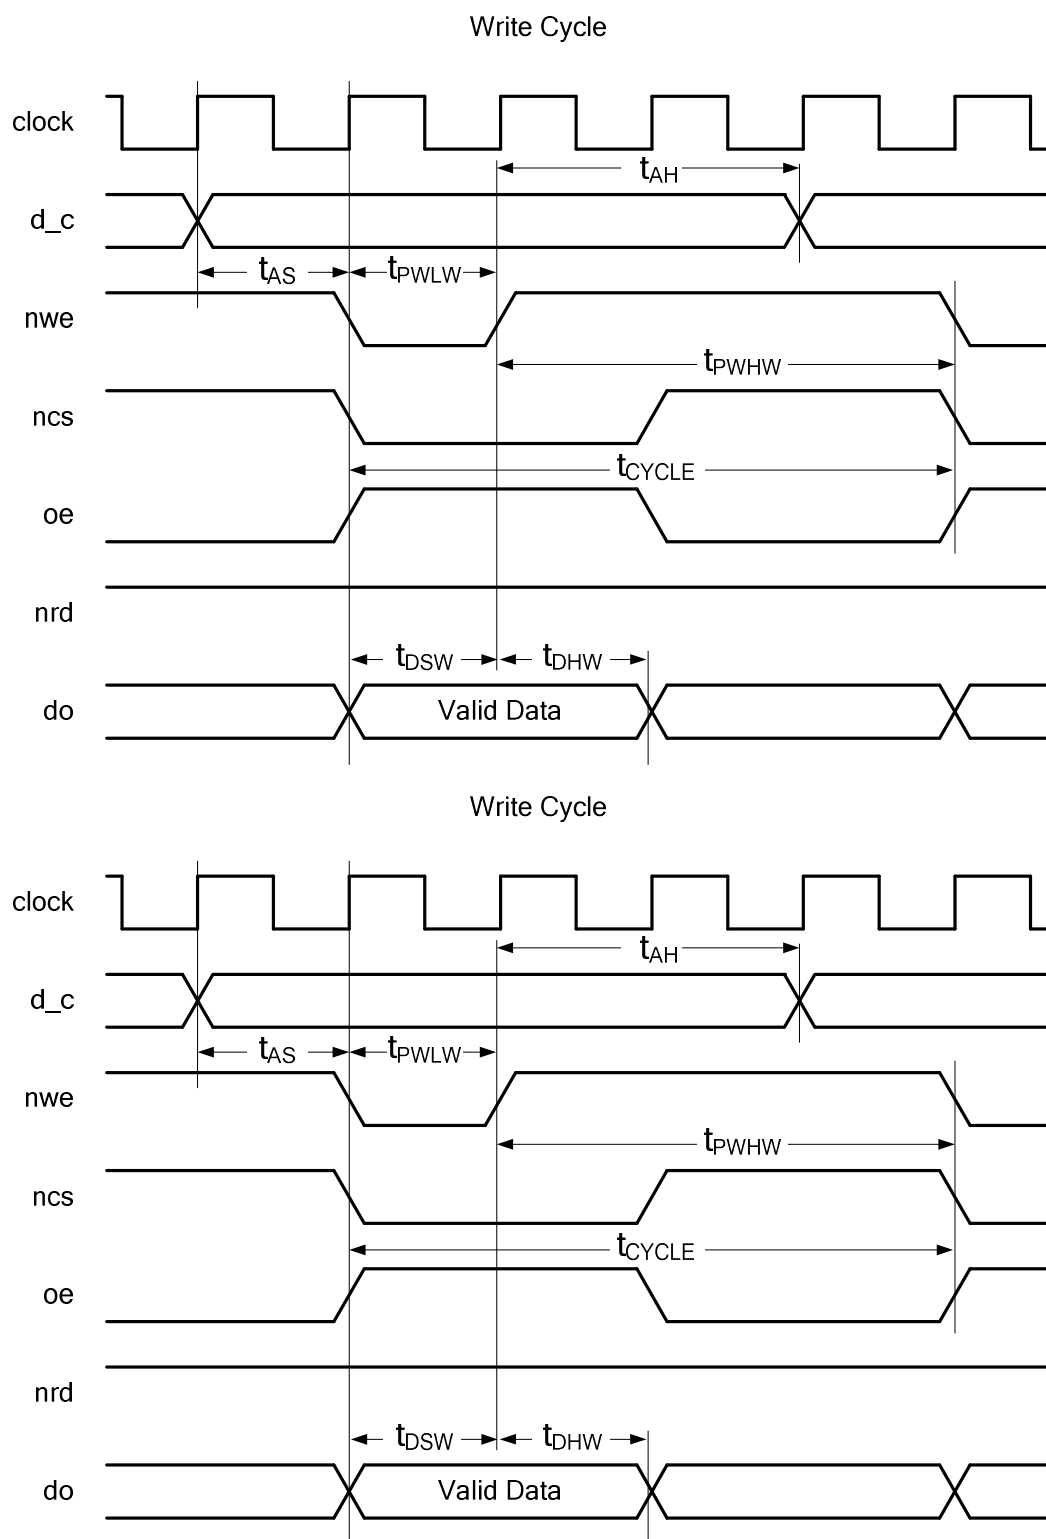 Write Cycle
clock
tAH
d_c
tAS tPWLW
nwe
tPWHW
ncs
tCYCLE
oe
nrd
tDSW tDHW
do Valid Data
Write Cycle
clock
tAH
d_c
tAS tPWLW
nwe
tPWHW
ncs
tCYCLE
oe
nrd
tDSW tDHW
do Valid Data